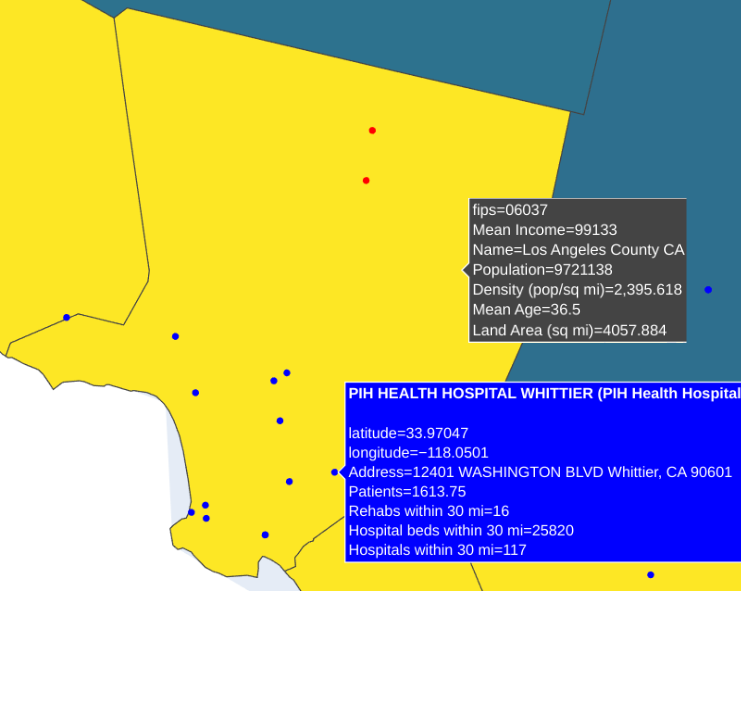 fips=06037
Mean Income=99133
Name=Los Angeles County CA
Population=9721138
Density (pop/sq mi)=2,395.618
Mean Age=36.5
Land Area (sq mi)=4057.884
PIH HEALTH HOSPITAL WHITTIER (PIH Health Hospital
latitude=33.97047
longitude=−118.0501
Address=12401 WASHINGTON BLVD Whittier, CA 90601
Patients=1613.75
Rehabs within 30 mi=16
Hospital beds within 30 mi=25820
Hospitals within 30 mi=117